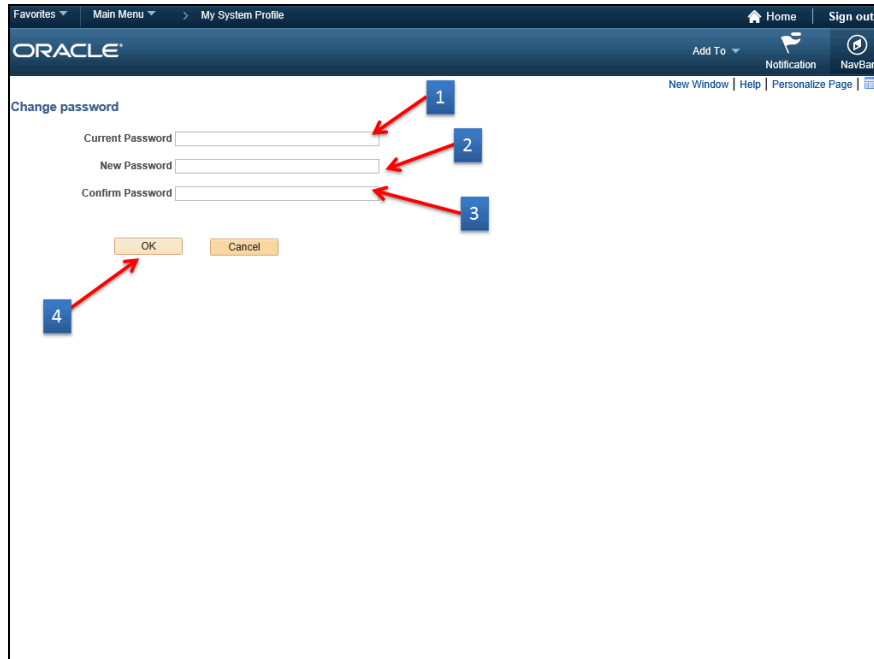 Favorites Main Menu > My System Profile Home Sign out
ORACLE Add To Notification NavBar
New Window | Help | Personalize Page |
Change password
1
Current Password
2
New Password
Confirm Password
3
OK Cancel
4